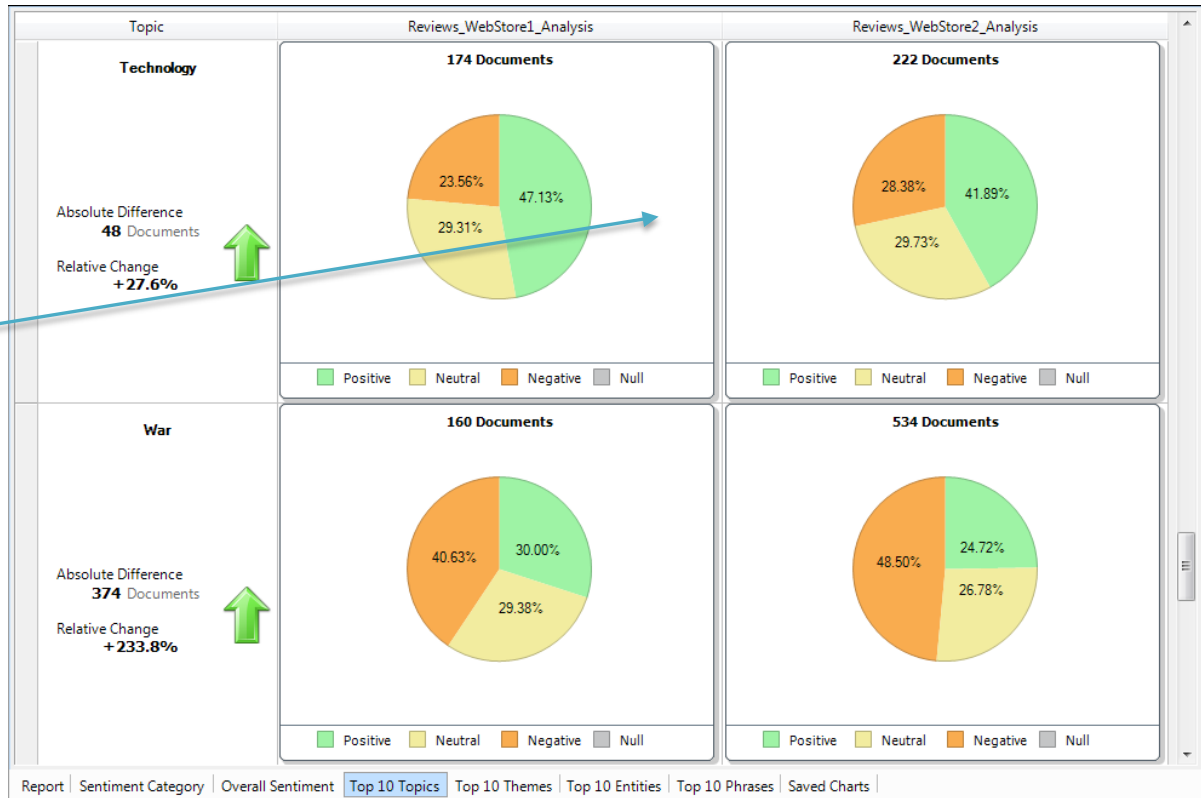 Topic
Reviews_WebStore1_Analysis
Reviews_WebStore2_Analysis
Technology
Absolute Difference
48 Documents
Relative Change
+27.6%
174 Documents
23.56%
47.13%
29.31%
Positive Neutral Negative Null
222 Documents
28.38%
41.89%
29.73%
Positive Neutral Negative Null
War
Absolute Difference
374 Documents
Relative Change
+233.8%
160 Documents
40.63%
30.00%
29.38%
Positive Neutral Negative Null
534 Documents
48.50%
24.72%
26.78%
Positive Neutral Negative Null
Report Sentiment Category Overall Sentiment Top 10 Topics Top 10 Themes Top 10 Entities Top 10 Phrases Saved Charts